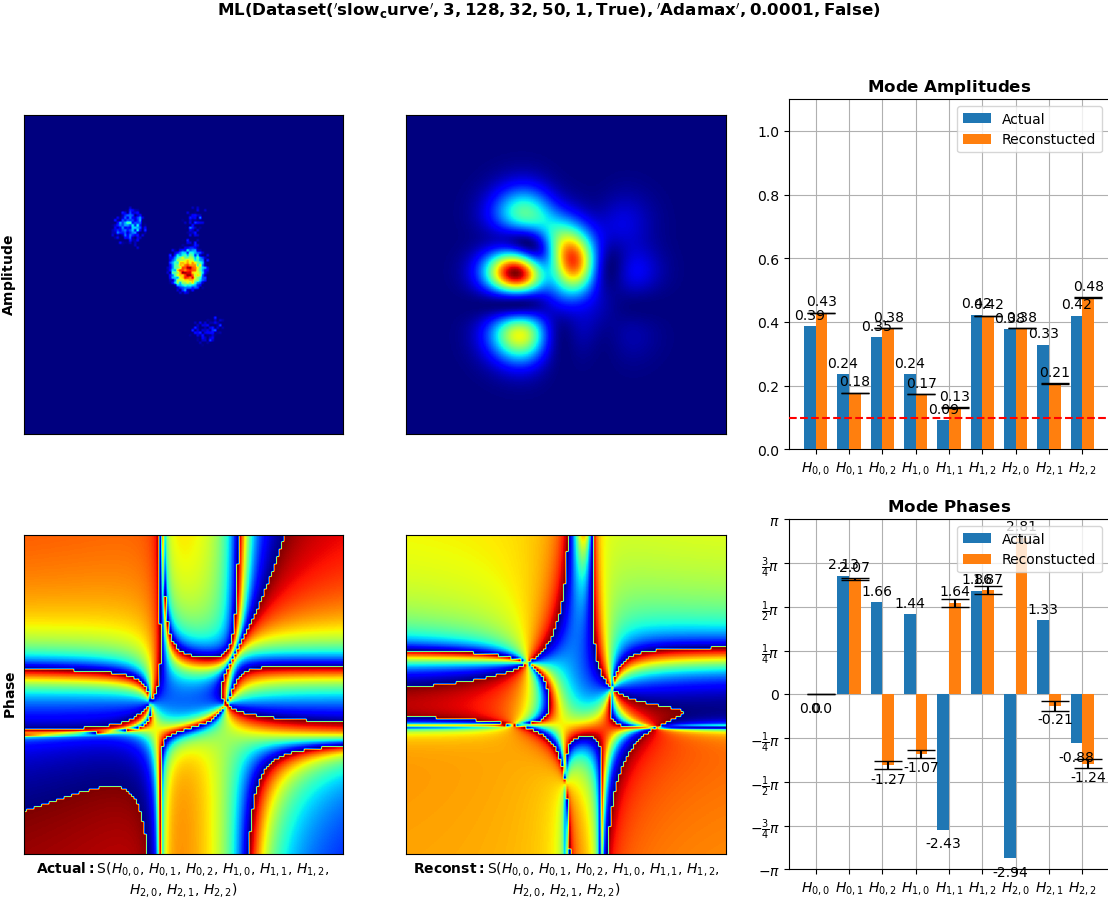 ML(Dataset('slow_curve', 3, 128, 32, 50, 1, True), 'Adamax', 0.0001, False)
Amplitude
Mode Amplitudes
Actual
Reconstucted
1.0
0.8
0.6
0.4
0.2
0.0
0.39
0.43
0.24
0.18
0.35
0.38
0.24
0.17
0.09
0.13
0.42
0.42
0.38
0.38
0.33
0.21
0.42
0.48
H0,0 H0,1 H0,2 H1,0 H1,1 H1,2 H2,0 H2,1 H2,2
Phase
Actual: S(H0,0, H0,1, H0,2, H1,0, H1,1, H1,2,
H2,0, H2,1, H2,2)
Reconst: S(H0,0, H0,1, H0,2, H1,0, H1,1, H1,2,
H2,0, H2,1, H2,2)
Mode Phases
Actual
Reconstucted
π
3/4π
1/2π
1/4π
0
−1/4π
−1/2π
−3/4π
−π
0.0
0.0
2.13
2.07
1.66
-1.27
1.44
-1.07
-2.43
1.64
1.86
1.87
-2.94
2.81
1.33
-0.21
-0.88
-1.24
H0,0 H0,1 H0,2 H1,0 H1,1 H1,2 H2,0 H2,1 H2,2